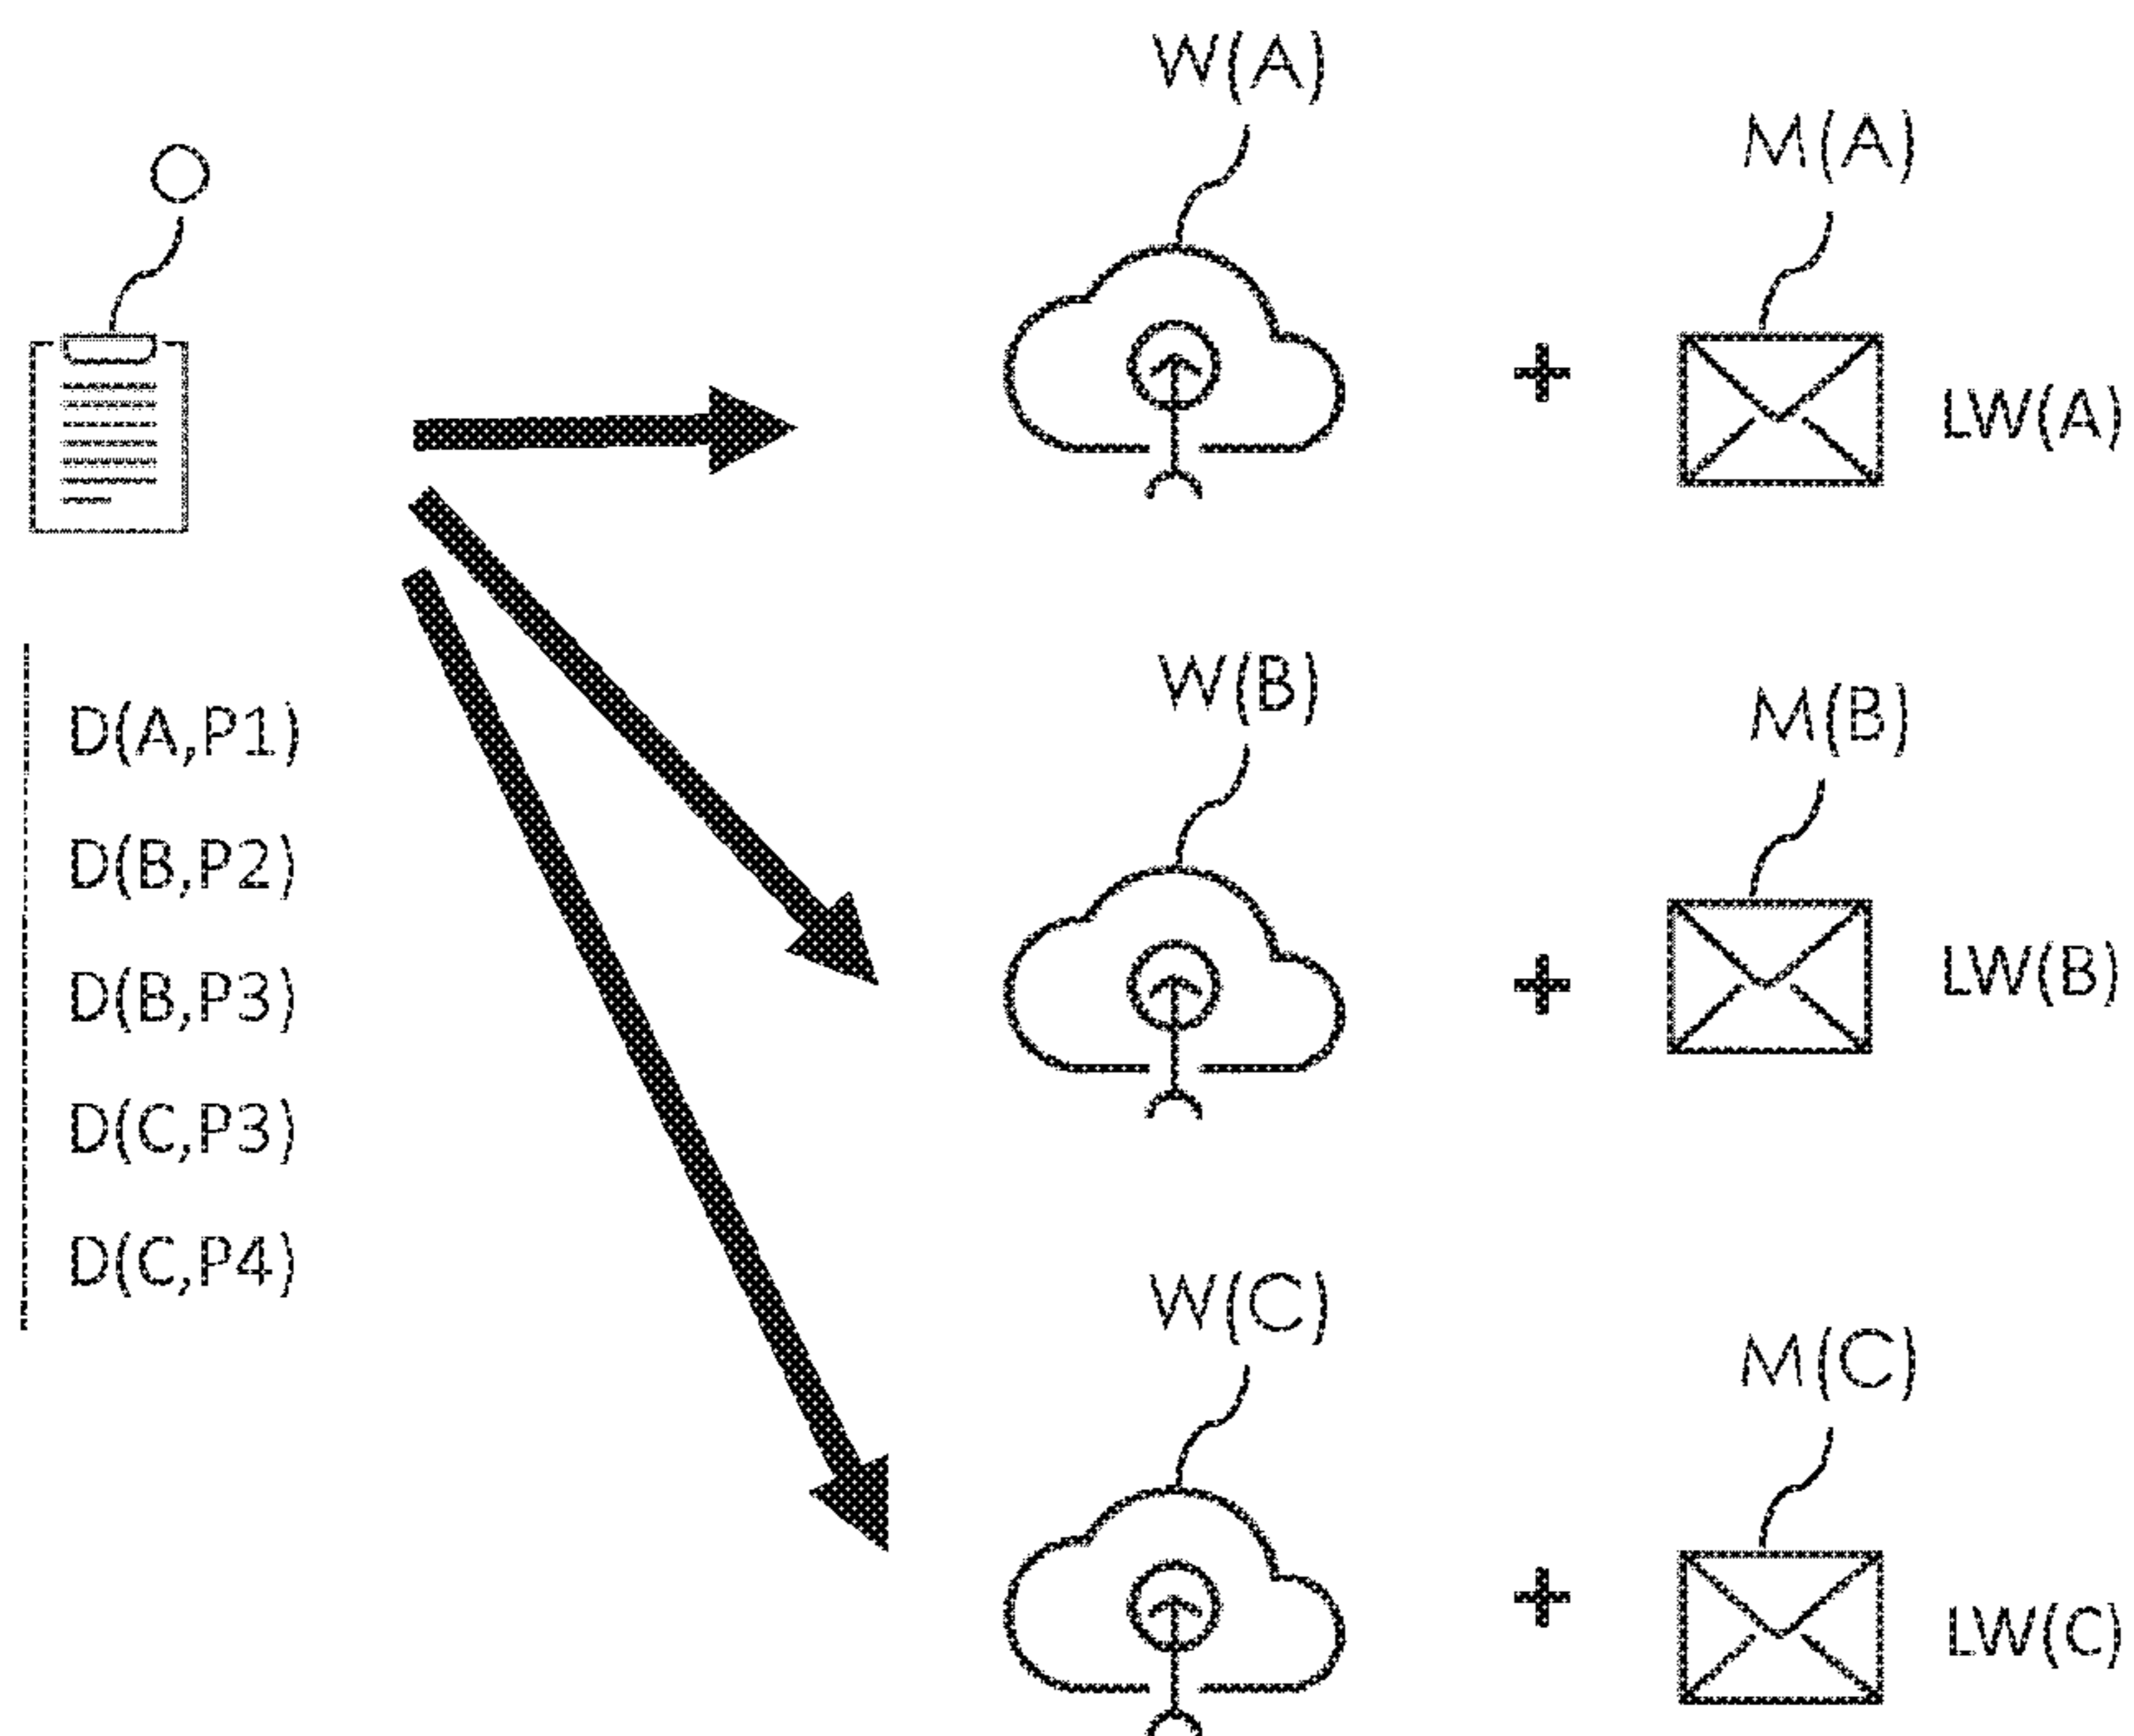 W(A)
M(A)
O
LW(A)
D(A,P1)
D(B,P2)
D(B,P3)
D(C,P3)
D(C,P4)
W(B)
M(B)
LW(B)
W(C)
M(C)
LW(C)